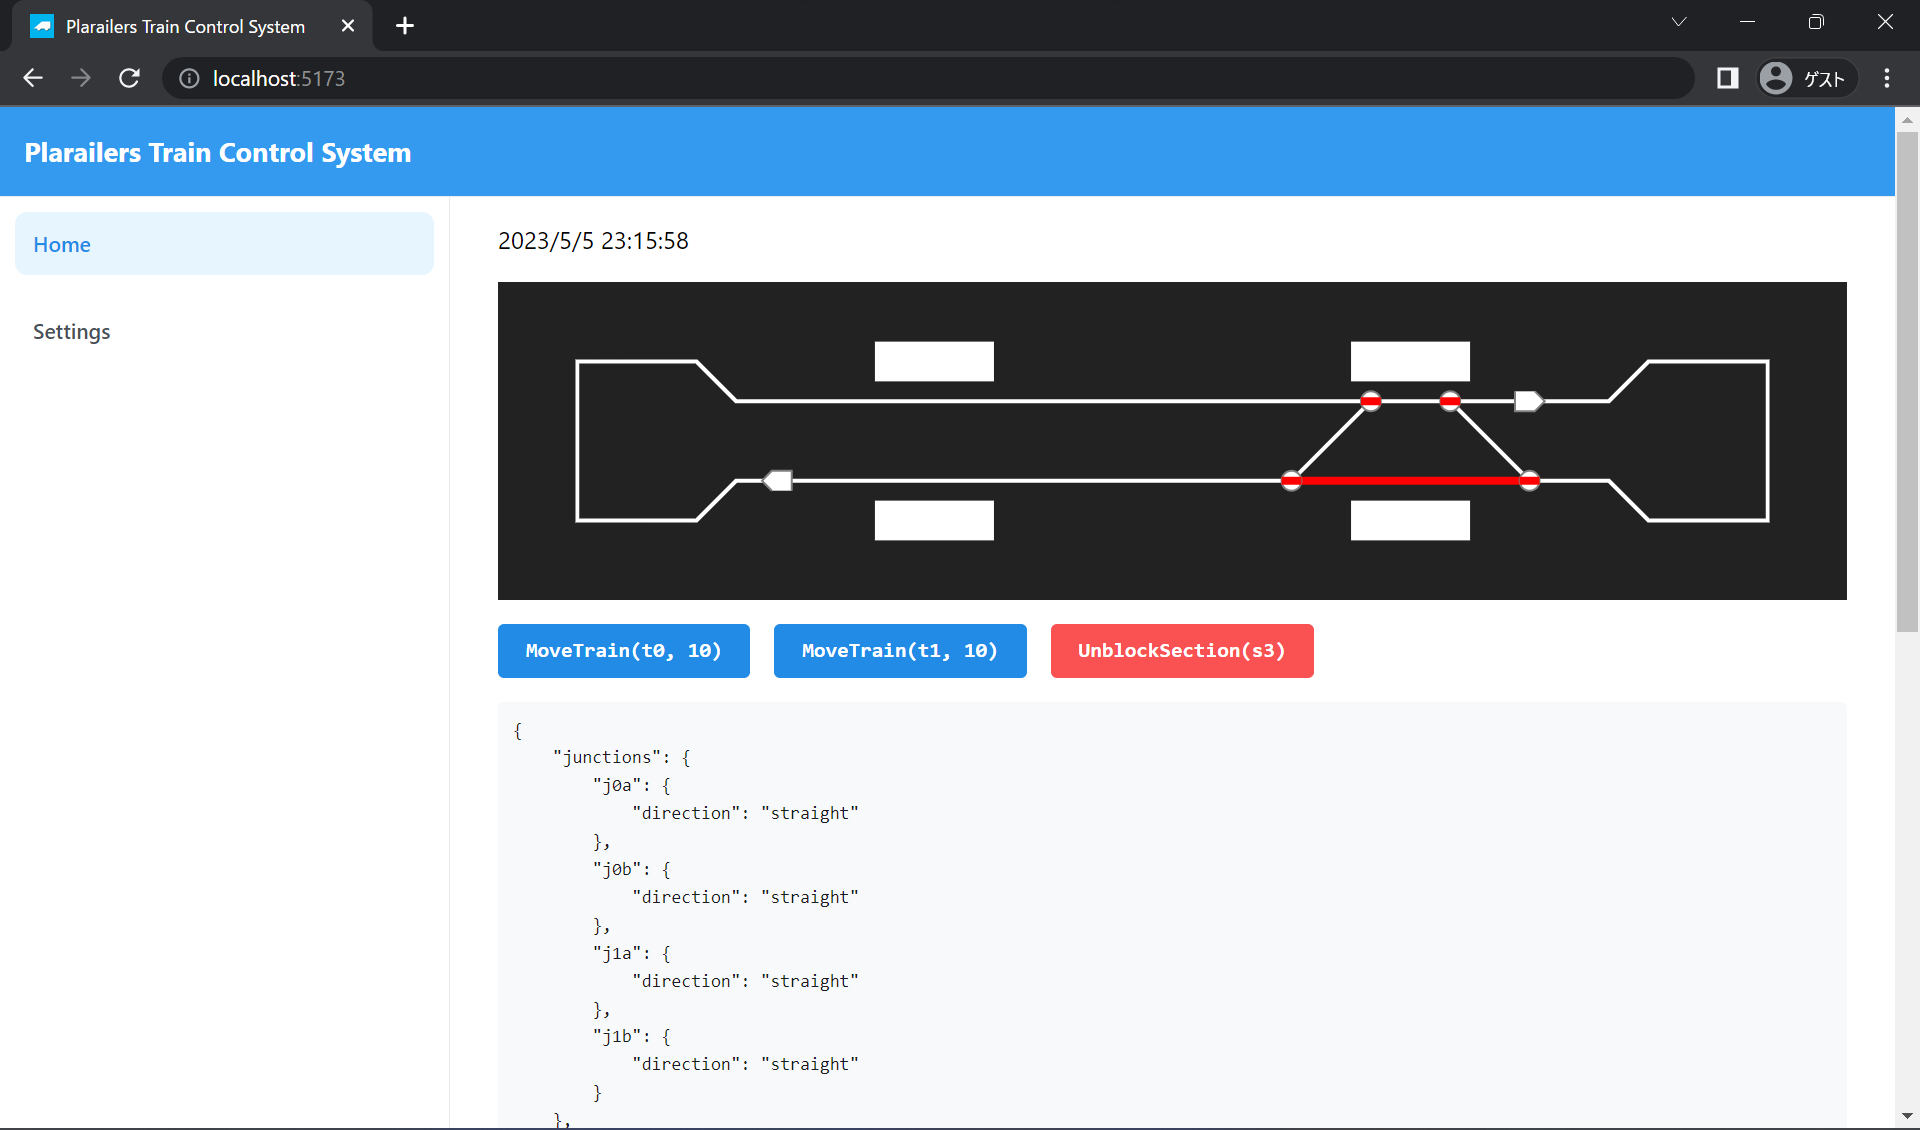 Plarailers Train Control System
localhost:5173
ゲスト
Plarailers Train Control System
Home
Settings
2023/5/5 23:15:58
MoveTrain(t0, 10)
MoveTrain(t1, 10)
UnblockSection(s3)
{
    "junctions": {
        "j0a": {
            "direction": "straight"
        },
        "j0b": {
            "direction": "straight"
        },
        "j1a": {
            "direction": "straight"
        },
        "j1b": {
            "direction": "straight"
        }
    },